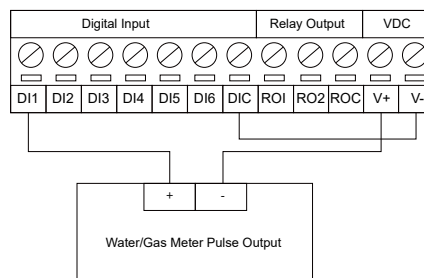 Digital Input Relay Output VDC
DI1 DI2 DI3 DI4 DI5 DI6 DIC ROI RO2 ROC V+ V-
+ -
Water/Gas Meter Pulse Output